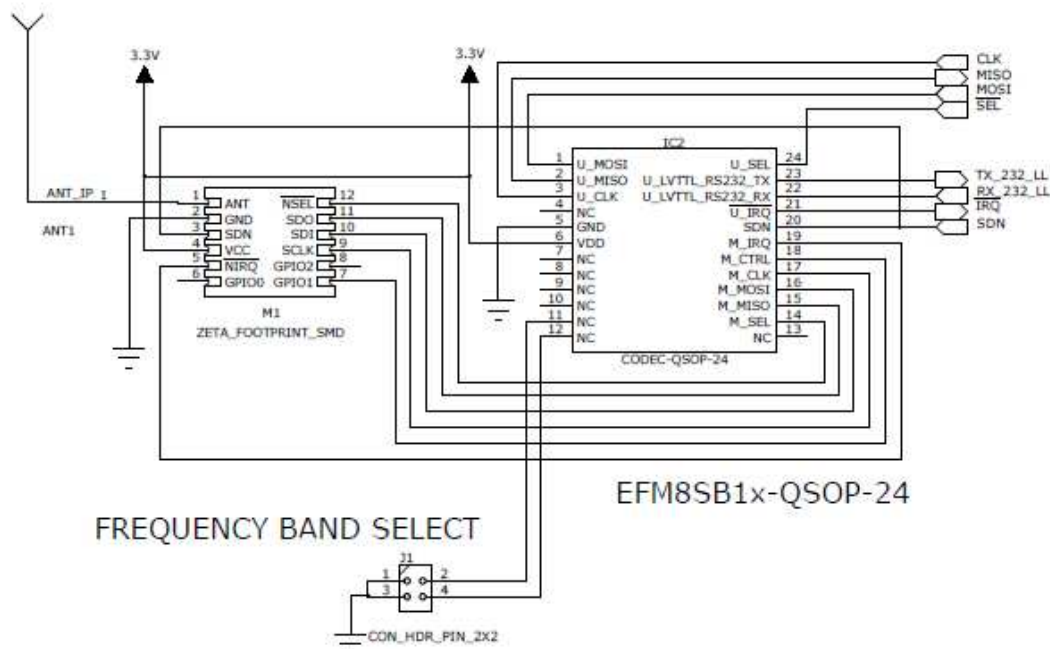 3.3V
3.3V
CLK
MISO
MOSI
SEL
ANT_IP 1
ANT1
1 ANT
2 GND
3 SDN
4 VCC
5 NIRQ
6 GPIO0
NSEL 12
SDO 11
SDI 10
SCLK 9
GPIO2 8
GPIO1 7
M1
ZETA_FOOTPRINT_SMD
IC2
1 U_MOSI
2 U_MISO
3 U_CLK
4 NC
5 GND
6 VDD
7 NC
8 NC
9 NC
10 NC
11 NC
12 NC
U_SEL 24
U_LVTTL_RS232_TX 23
U_LVTTL_RS232_RX 22
U_IRQ 21
SDN 20
M_IRQ 19
M_CTRL 18
M_CLK 17
M_MOSI 16
M_MISO 15
M_SEL 14
NC 13
CODEC-QSOP-24
TX_232_LL
RX_232_LL
IRQ
SDN
EFM8SB1x-QSOP-24
FREQUENCY BAND SELECT
J1
1 2
3 4
CON_HDR_PIN_2X2